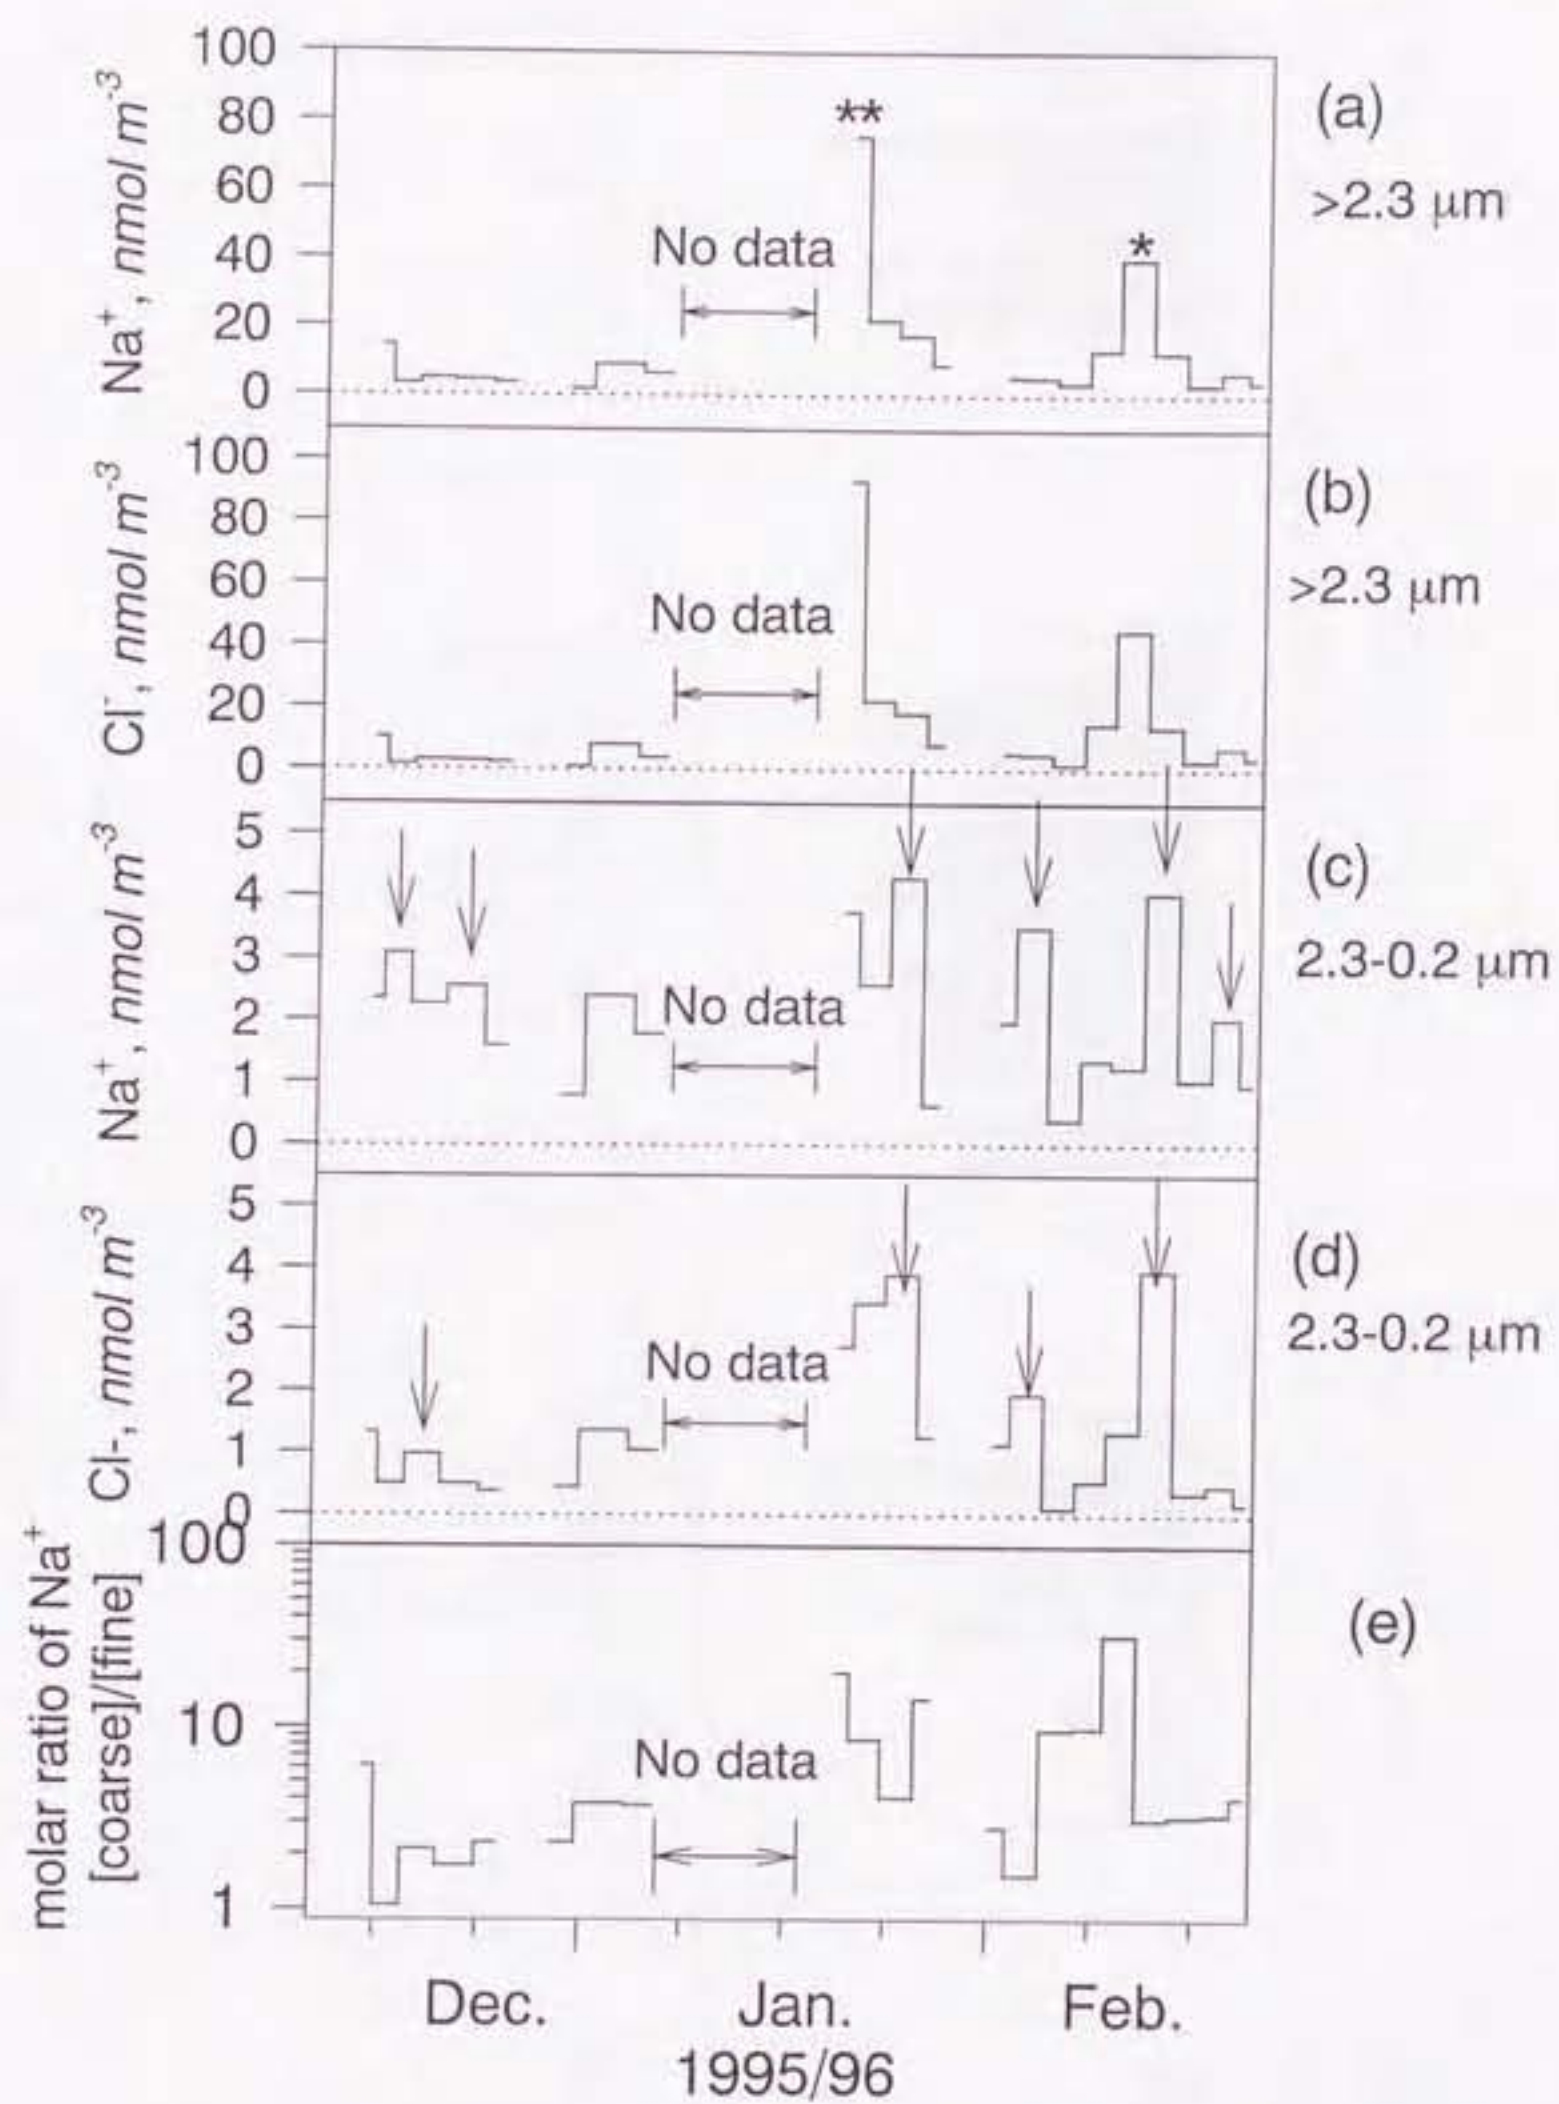 100
80
60
40
20
0
Na⁺, nmol m⁻³
**
*
No data
(a)
>2.3 μm
100
80
60
40
20
0
Cl⁻, nmol m⁻³
No data
(b)
>2.3 μm
5
4
3
2
1
0
Na⁺, nmol m⁻³
No data
(c)
2.3-0.2 μm
5
4
3
2
1
0
Cl-, nmol m⁻³
No data
(d)
2.3-0.2 μm
100
10
1
molar ratio of Na⁺
[coarse]/[fine]
No data
(e)
Dec.
Jan.
Feb.
1995/96